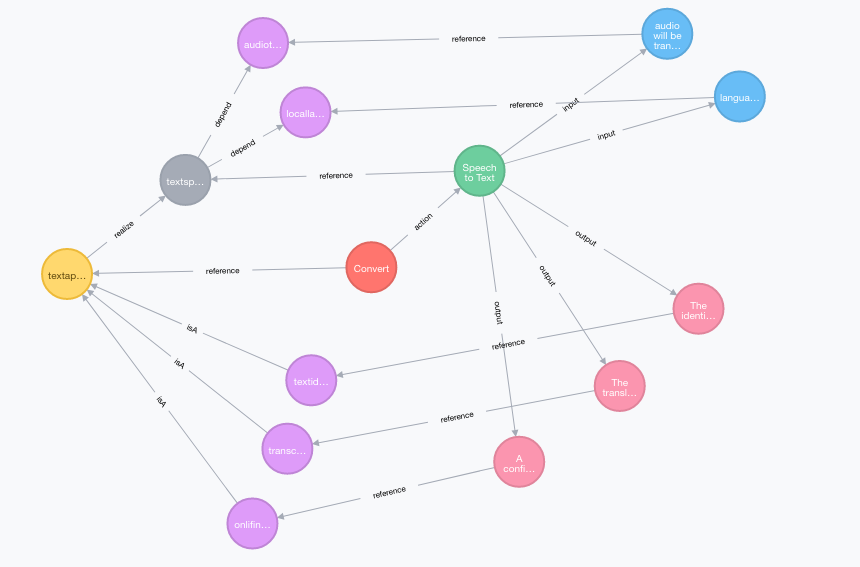 audio
will be
tran...
audiot...
reference
langua...
reference
input
localla...
depend
input
depend
Speech
to Text
textsp...
reference
realize
action
output
textap...
reference
Convert
output
The
identi...
output
isA
reference
isA
textid...
The
transl...
isA
reference
transc...
A
confi...
reference
onlifin...